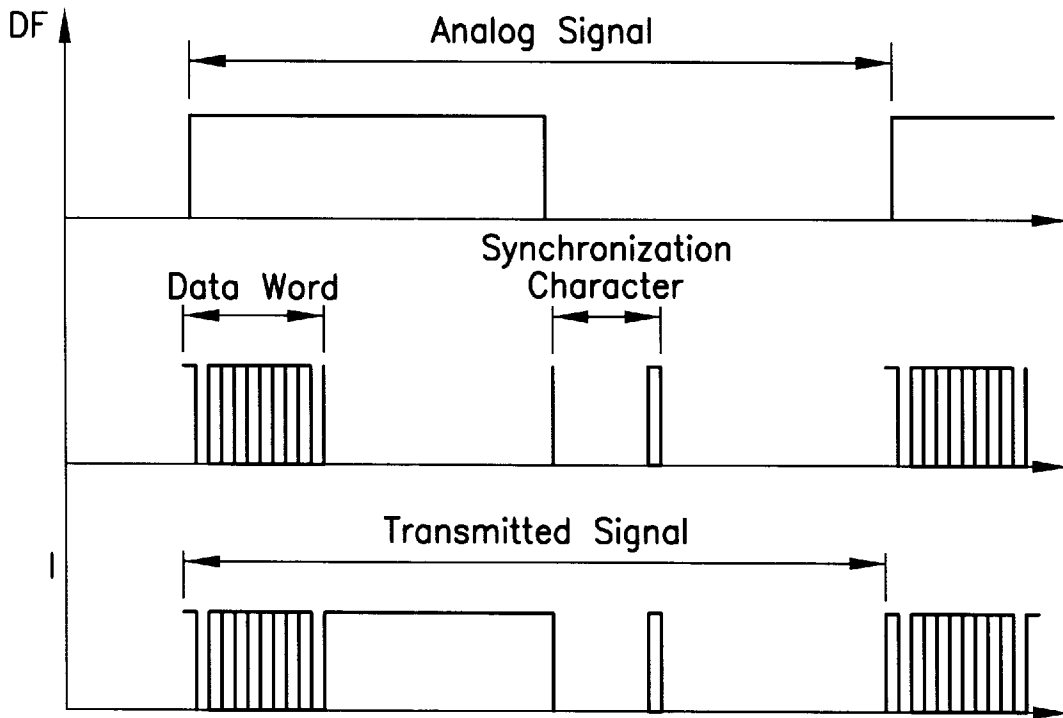 DF
Analog Signal
Synchronization
Character
Data Word
Transmitted Signal
I